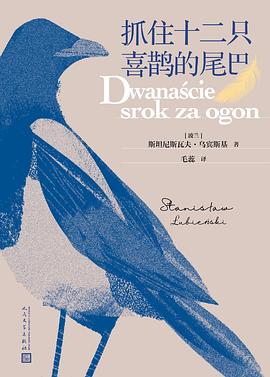 抓住十二只
喜鹊的尾巴
Dwanaście
srok za ogon
[波兰]
斯坦尼斯瓦夫·乌宾斯基 著
毛蕊 译
Stanisław
Łubieński
人民文学出版社